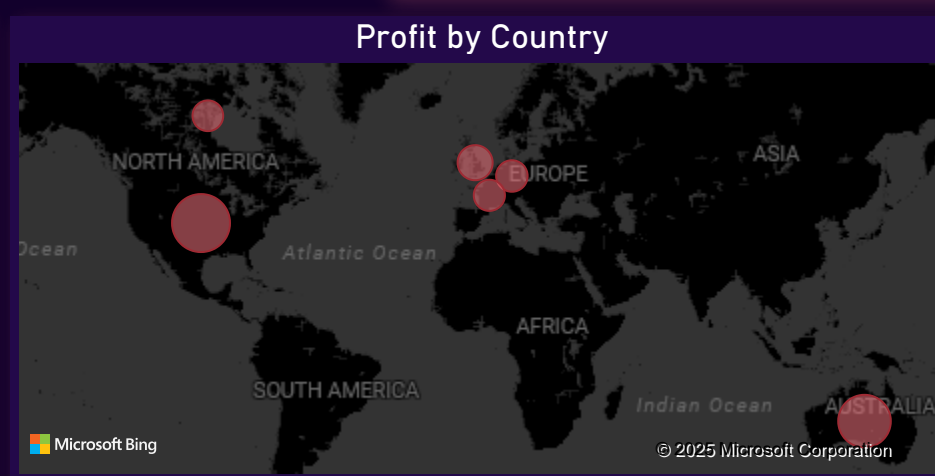 Profit by Country
NORTH AMERICA
ASIA
EUROPE
Ocean
Atlantic Ocean
AFRICA
SOUTH AMERICA
Indian Ocean
AUSTRALIA
Microsoft Bing
© 2025 Microsoft Corporation